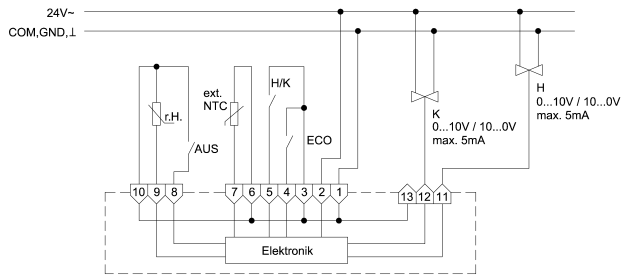 24V~
COM,GND,⊥
H/K
ext.
NTC
r.H.
AUS
ECO
K
0...10V / 10...0V
max. 5mA
H
0...10V / 10...0V
max. 5mA
10 9 8 7 6 5 4 3 2 1 13 12 11
Elektronik